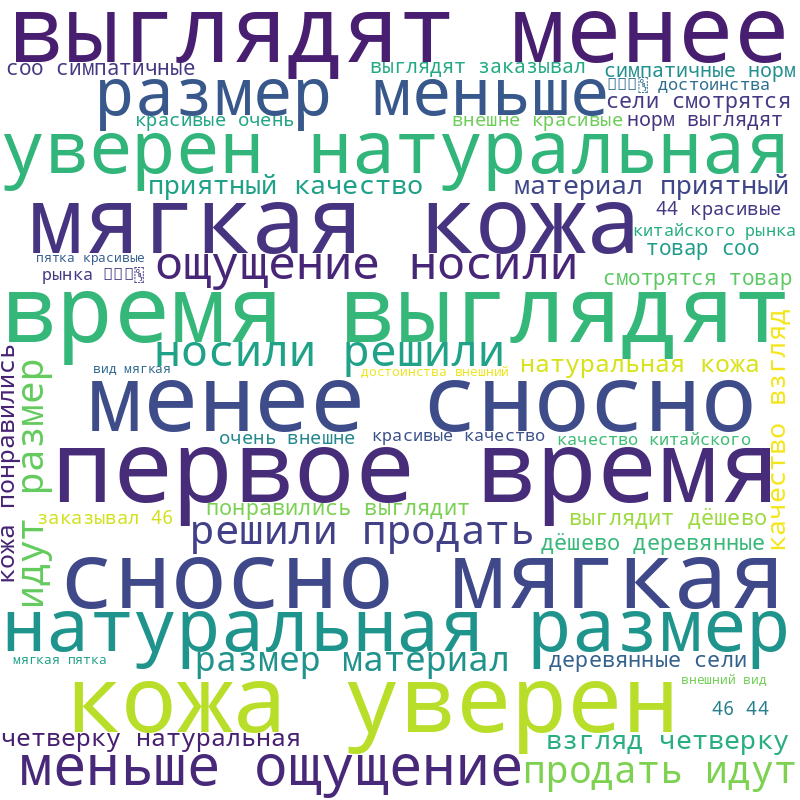 выглядят менее
соо симпатичные
выглядят заказывал
симпатичные норм
размер меньше
достоинства
сели смотрятся
красивые очень
внешне красивые
норм выглядят
уверен натуральная
приятный качество
материал приятный
мягкая кожа
44 красивые
китайского рынка
товар соо
пятка красивые
рынка
ощущение носили
смотрятся товар
время выглядят
носили решили
вид мягкая
достоинства внешний
натуральная кожа
качество взгляд
кожа понравились
идут размер
менее сносно
очень внешне
красивые качество
качество китайского
первое время
понравились выглядит
заказывал 46
решили продать
выглядит дёшево
дёшево деревянные
сносно мягкая
натуральная размер
мягкая пятка
размер материал
деревянные сели
кожа уверен
внешний вид
46 44
четверку натуральная
взгляд четверку
меньше ощущение
продать идут